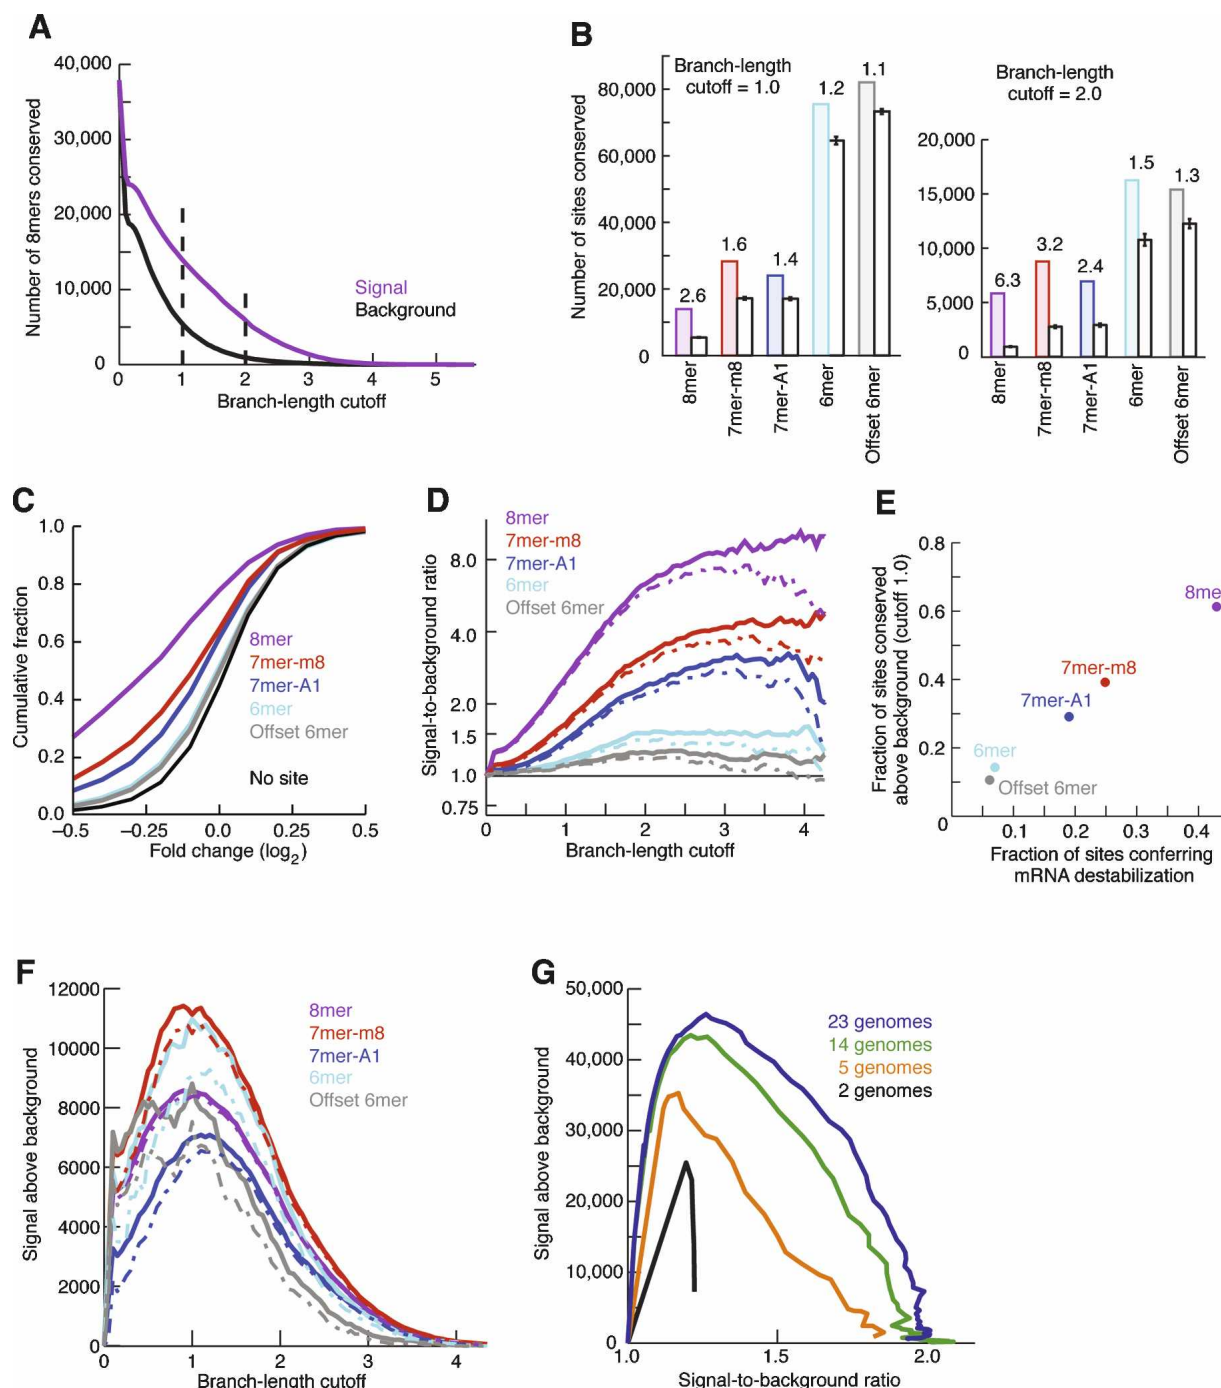 A
40,000
30,000
20,000
10,000
0
Number of 8mers conserved
Signal
Background
0 1 2 3 4 5
Branch-length cutoff
B
Branch-length
cutoff = 1.0
80,000
60,000
40,000
20,000
0
Number of sites conserved
2.6
1.6
1.4
1.2
1.1
8mer
7mer-m8
7mer-A1
6mer
Offset 6mer
Branch-length
cutoff = 2.0
20,000
15,000
10,000
5,000
0
6.3
3.2
2.4
1.5
1.3
8mer
7mer-m8
7mer-A1
6mer
Offset 6mer
C
1.0
0.8
0.6
0.4
0.2
0.0
Cumulative fraction
8mer
7mer-m8
7mer-A1
6mer
Offset 6mer
No site
−0.5 −0.25 0.0 0.25 0.5
Fold change (log2)
D
8mer
7mer-m8
7mer-A1
6mer
Offset 6mer
8.0
4.0
2.0
1.5
1.0
0.75
Signal-to-background ratio
0 1 2 3 4
Branch-length cutoff
E
0.8
0.6
0.4
0.2
0
Fraction of sites conserved
above background (cutoff 1.0)
8me
7mer-m8
7mer-A1
6mer
Offset 6mer
0.1 0.2 0.3 0.4
Fraction of sites conferring
mRNA destabilization
F
12000
10000
8000
6000
4000
2000
0
Signal above background
8mer
7mer-m8
7mer-A1
6mer
Offset 6mer
0 1 2 3 4
Branch-length cutoff
G
50,000
40,000
30,000
20,000
10,000
0
Signal above background
23 genomes
14 genomes
5 genomes
2 genomes
1.0 1.5 2.0
Signal-to-background ratio